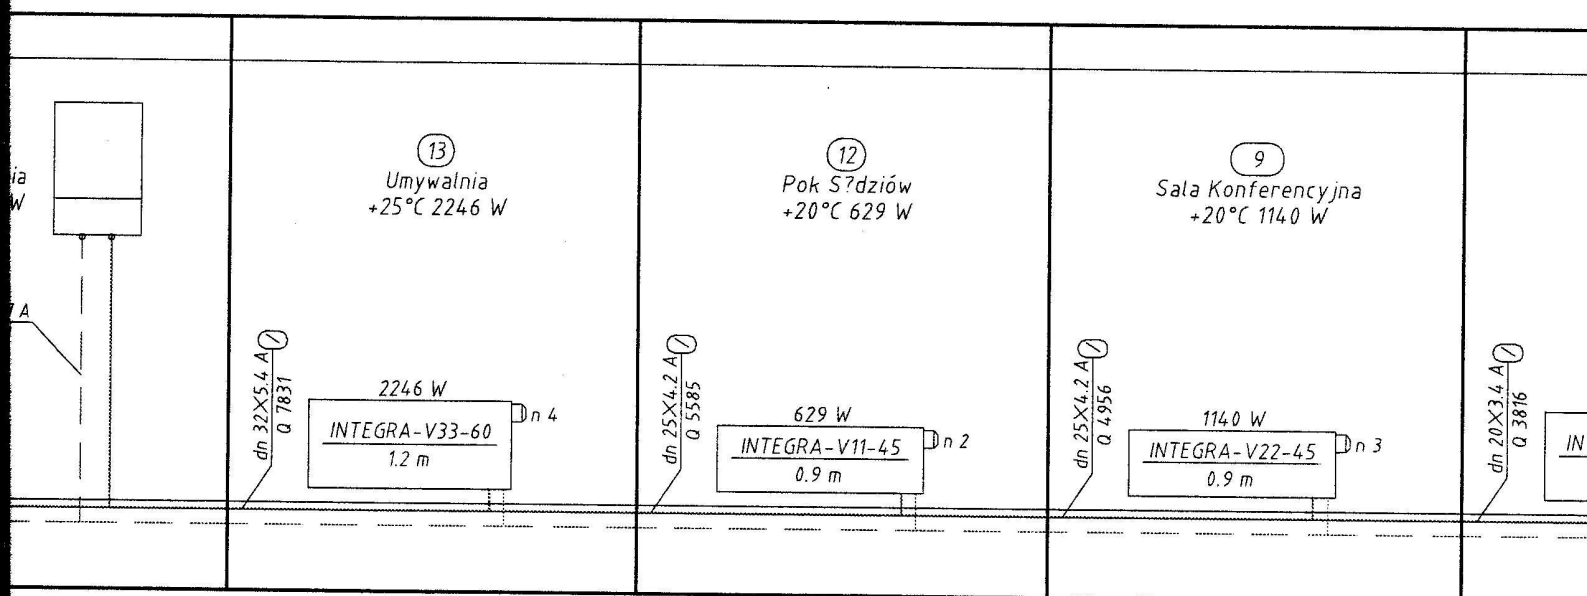 ia
W
A
13
Umywalnia
+25°C 2246 W
dn 32X5.4 A
Q 7831
2246 W
n 4
INTEGRA-V33-60
1.2 m
12
Pok S?dziów
+20°C 629 W
dn 25X4.2 A
Q 5585
629 W
n 2
INTEGRA-V11-45
0.9 m
9
Sala Konferencyjna
+20°C 1140 W
dn 25X4.2 A
Q 4956
1140 W
n 3
INTEGRA-V22-45
0.9 m
dn 20X3.4 A
Q 3816
IN